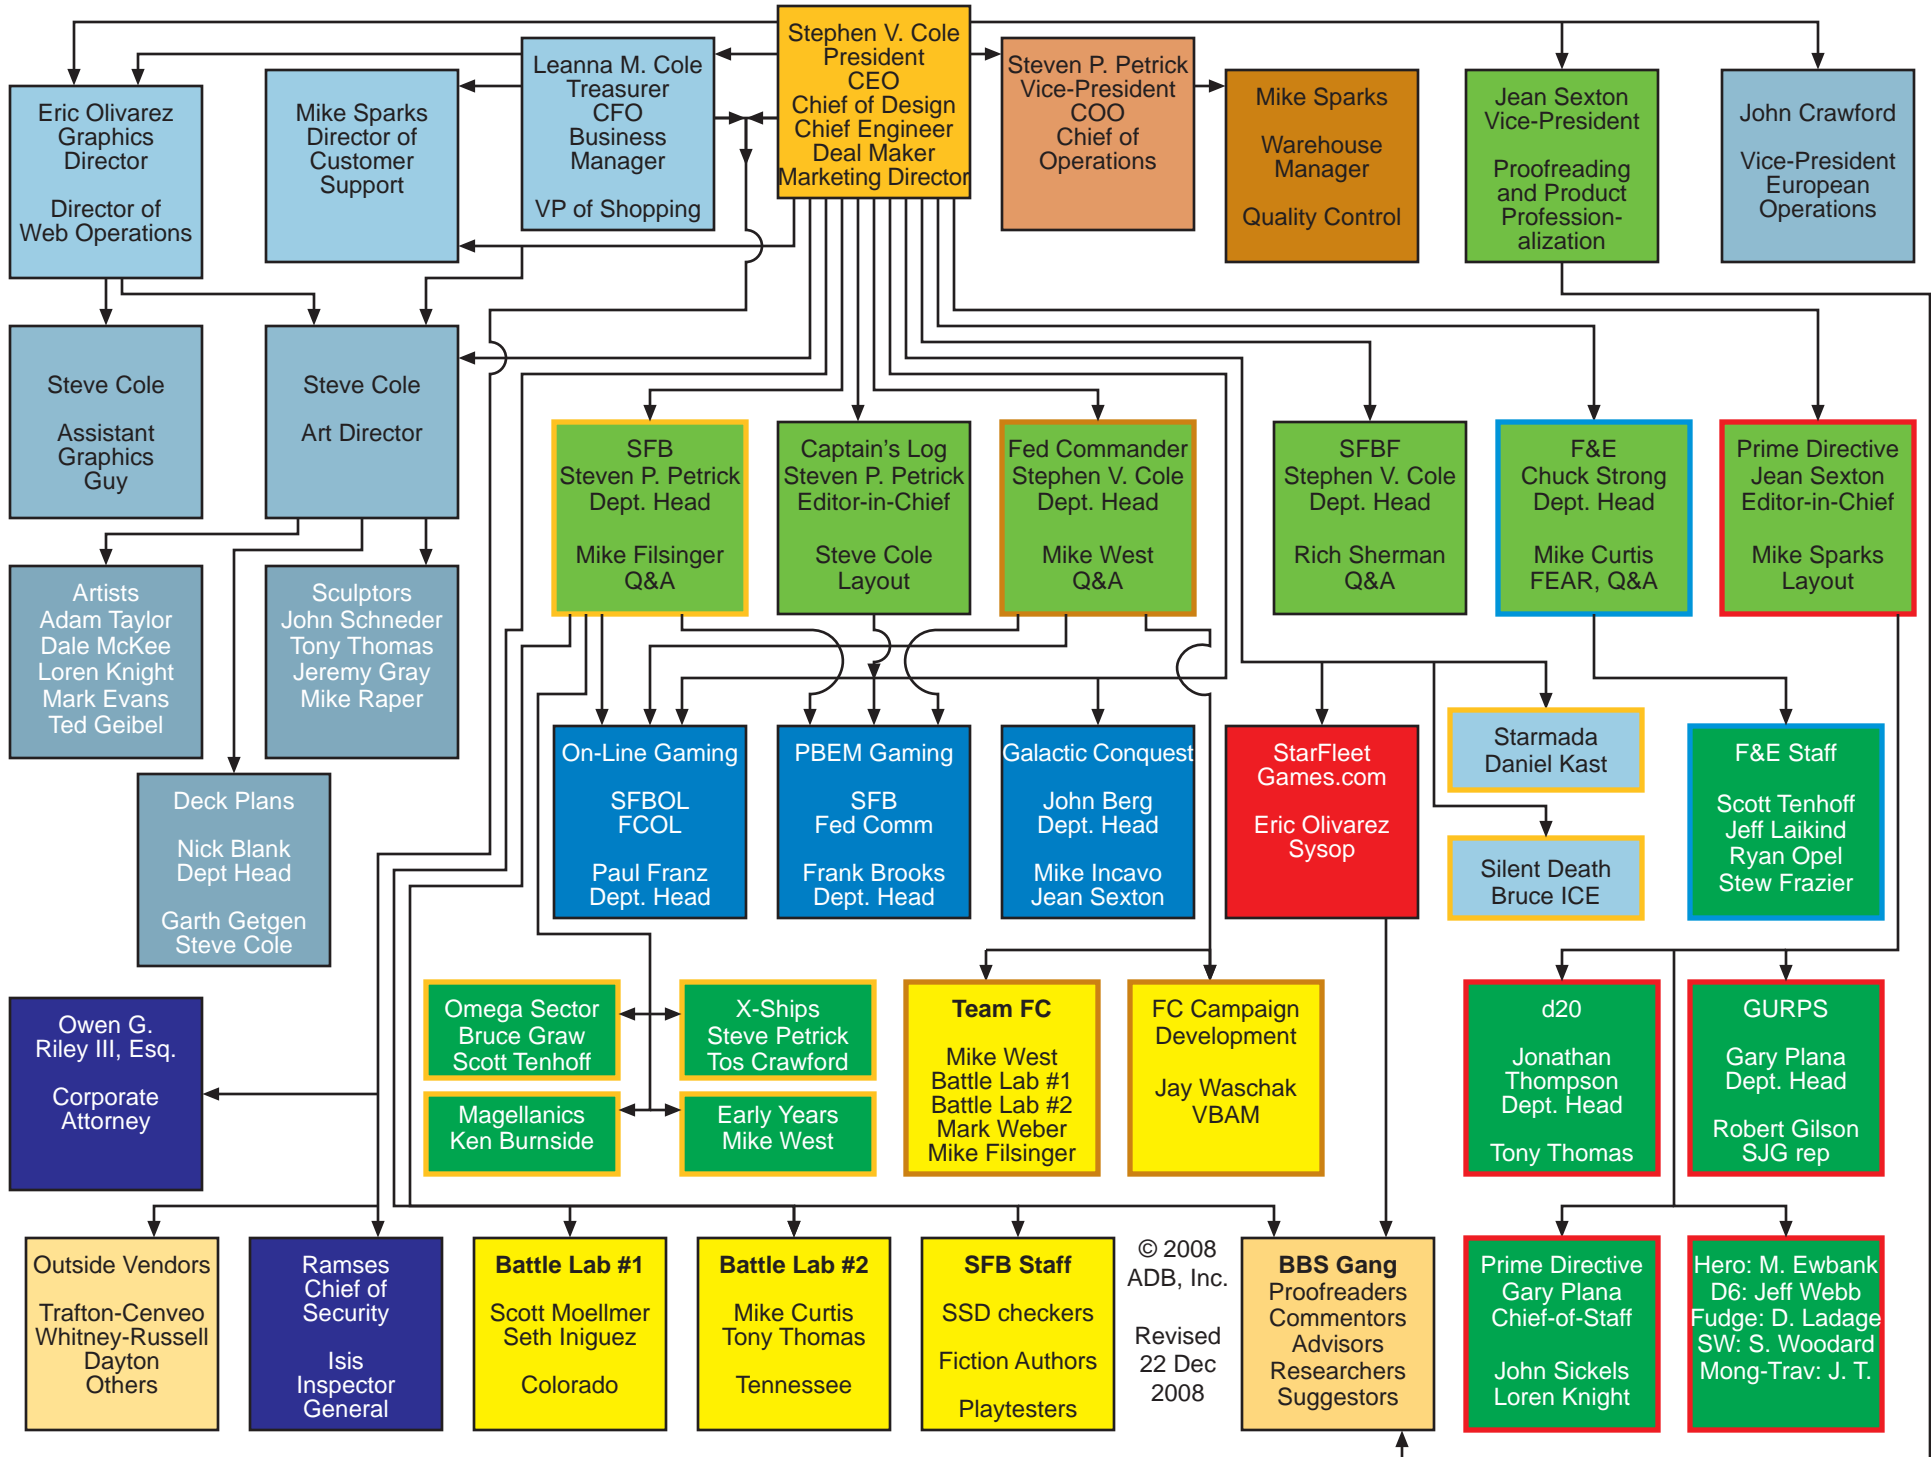 Stephen V. Cole
President
CEO
Chief of Design
Chief Engineer
Deal Maker
Marketing Director
Leanna M. Cole
Treasurer
CFO
Business
Manager
VP of Shopping
Steven P. Petrick
Vice-President
COO
Chief of
Operations
Eric Olivarez
Graphics
Director
Director of
Web Operations
Mike Sparks
Director of
Customer
Support
Mike Sparks
Warehouse
Manager
Quality Control
Jean Sexton
Vice-President
Proofreading
and Product
Profession-
alization
John Crawford
Vice-President
European
Operations
Steve Cole
Assistant
Graphics
Guy
Steve Cole
Art Director
SFB
Steven P. Petrick
Dept. Head
Mike Filsinger
Q&A
Captain's Log
Steven P. Petrick
Editor-in-Chief
Steve Cole
Layout
Fed Commander
Stephen V. Cole
Dept. Head
Mike West
Q&A
SFBF
Stephen V. Cole
Dept. Head
Rich Sherman
Q&A
F&E
Chuck Strong
Dept. Head
Mike Curtis
FEAR, Q&A
Prime Directive
Jean Sexton
Editor-in-Chief
Mike Sparks
Layout
Artists
Adam Taylor
Dale McKee
Loren Knight
Mark Evans
Ted Geibel
Sculptors
John Schneder
Tony Thomas
Jeremy Gray
Mike Raper
Deck Plans
Nick Blank
Dept Head
Garth Getgen
Steve Cole
On-Line Gaming
SFBOL
FCOL
Paul Franz
Dept. Head
PBEM Gaming
SFB
Fed Comm
Frank Brooks
Dept. Head
Galactic Conquest
John Berg
Dept. Head
Mike Incavo
Jean Sexton
StarFleet
Games.com
Eric Olivarez
Sysop
Starmada
Daniel Kast
Silent Death
Bruce ICE
F&E Staff
Scott Tenhoff
Jeff Laikind
Ryan Opel
Stew Frazier
Owen G.
Riley III, Esq.
Corporate
Attorney
Omega Sector
Bruce Graw
Scott Tenhoff
X-Ships
Steve Petrick
Tos Crawford
Magellanics
Ken Burnside
Early Years
Mike West
Team FC
Mike West
Battle Lab #1
Battle Lab #2
Mark Weber
Mike Filsinger
FC Campaign
Development
Jay Waschak
VBAM
d20
Jonathan
Thompson
Dept. Head
Tony Thomas
GURPS
Gary Plana
Dept. Head
Robert Gilson
SJG rep
Outside Vendors
Trafton-Cenveo
Whitney-Russell
Dayton
Others
Ramses
Chief of
Security
Isis
Inspector
General
Battle Lab #1
Scott Moellmer
Seth Iniguez
Colorado
Battle Lab #2
Mike Curtis
Tony Thomas
Tennessee
SFB Staff
SSD checkers
Fiction Authors
Playtesters
© 2008
ADB, Inc.
Revised
22 Dec
2008
BBS Gang
Proofreaders
Commentors
Advisors
Researchers
Suggestors
Prime Directive
Gary Plana
Chief-of-Staff
John Sickels
Loren Knight
Hero: M. Ewbank
D6: Jeff Webb
Fudge: D. Ladage
SW: S. Woodard
Mong-Trav: J. T.